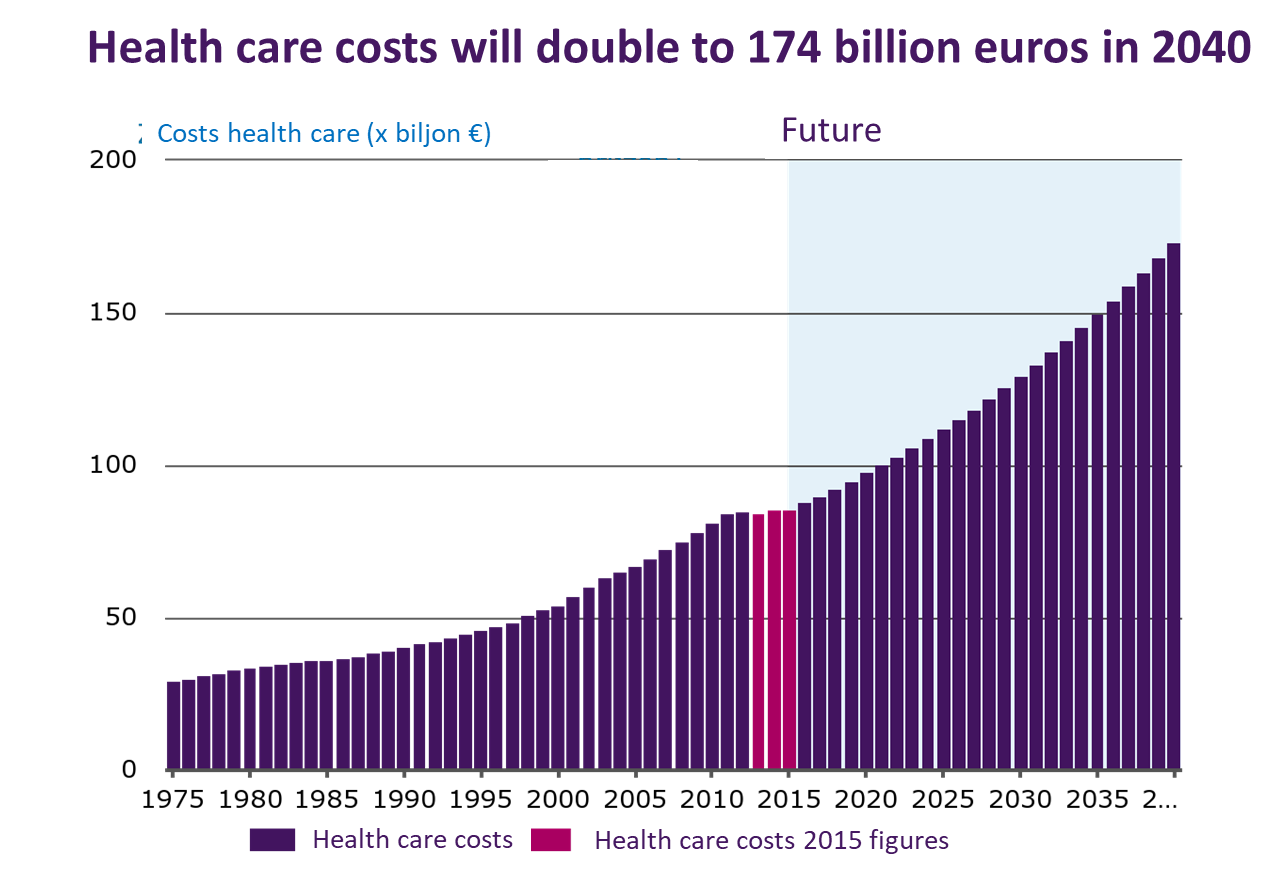 Health care costs will double to 174 billion euros in 2040
Costs health care (x biljon €)
Future
200
150
100
50
0
1975 1980 1985 1990 1995 2000 2005 2010 2015 2020 2025 2030 2035 2...
Health care costs Health care costs 2015 figures